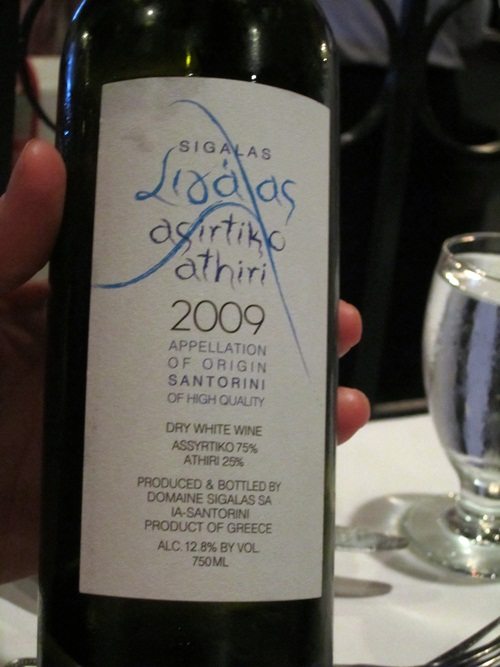 SIGALAS
Σιγάλας
asirtiko
athiri
2009
APPELLATION
OF ORIGIN
SANTORINI
OF HIGH QUALITY
DRY WHITE WINE
ASSYRTIKO 75%
ATHIRI 25%
PRODUCED & BOTTLED BY
DOMAINE SIGALAS SA
IA-SANTORINI
PRODUCT OF GREECE
ALC. 12.8% BY VOL.
750ML